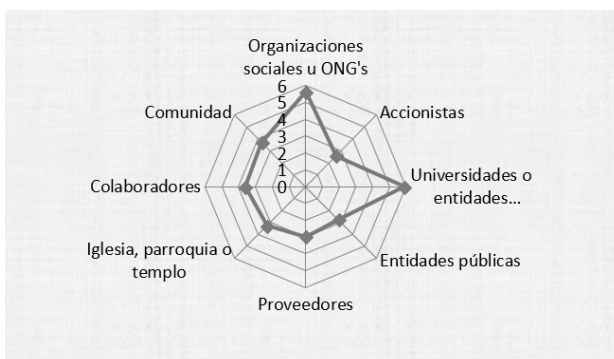 Organizaciones
sociales u ONG's
6
5
4
3
2
1
0
Accionistas
Universidades o
entidades...
Entidades públicas
Proveedores
Iglesia, parroquia o
templo
Colaboradores
Comunidad